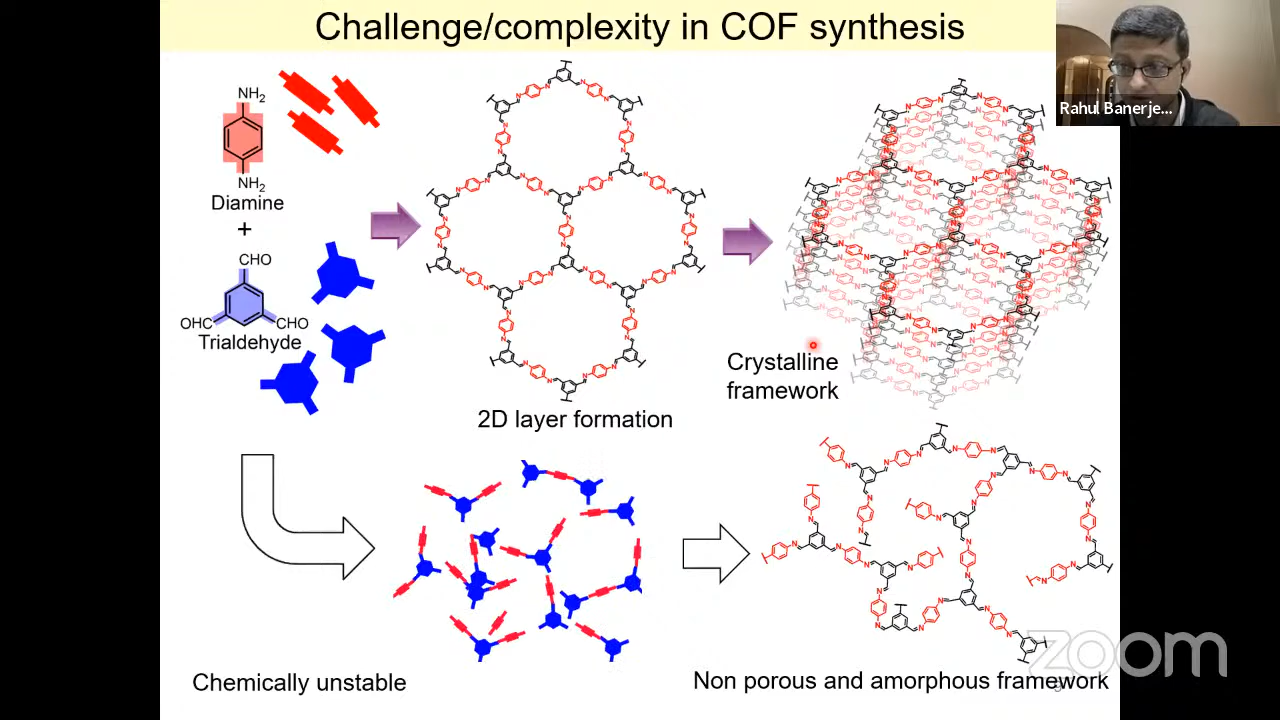 Challenge/complexity in COF synthesis
Rahul Banerje...
NH2
NH2
Diamine
+
CHO
OHC
CHO
Trialdehyde
2D layer formation
Crystalline
framework
Chemically unstable
Non porous and amorphous framework
zoom